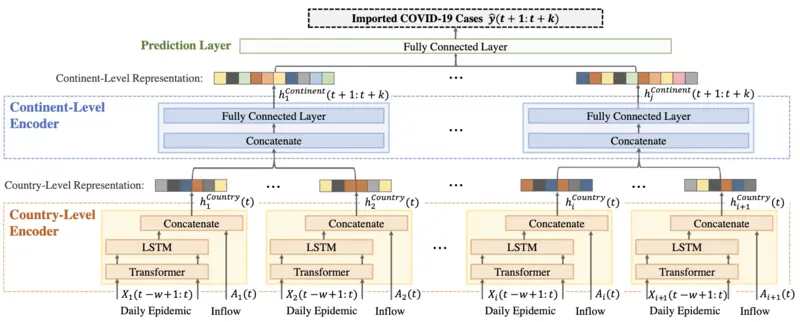 Imported COVID-19 Cases ŷ(t + 1: t + k)
Prediction Layer
Fully Connected Layer
Continent-Level Representation:
...
h_1^{Continent}(t + 1: t + k)
h_j^{Continent}(t + 1: t + k)
Continent-Level
Encoder
Fully Connected Layer
Concatenate
...
Fully Connected Layer
Concatenate
Country-Level Representation:
...
...
...
h_1^{Country}(t)
h_2^{Country}(t)
h_i^{Country}(t)
h_{i+1}^{Country}(t)
Country-Level
Encoder
Concatenate
LSTM
Transformer
Concatenate
LSTM
Transformer
...
Concatenate
LSTM
Transformer
Concatenate
LSTM
Transformer
X_1(t −w+1: t) A_1(t)
X_2(t −w+1: t) A_2(t)
X_i(t −w+1: t) A_i(t)
X_{i+1}(t −w+1: t) A_{i+1}(t)
Daily Epidemic Inflow
Daily Epidemic Inflow
Daily Epidemic Inflow
Daily Epidemic Inflow